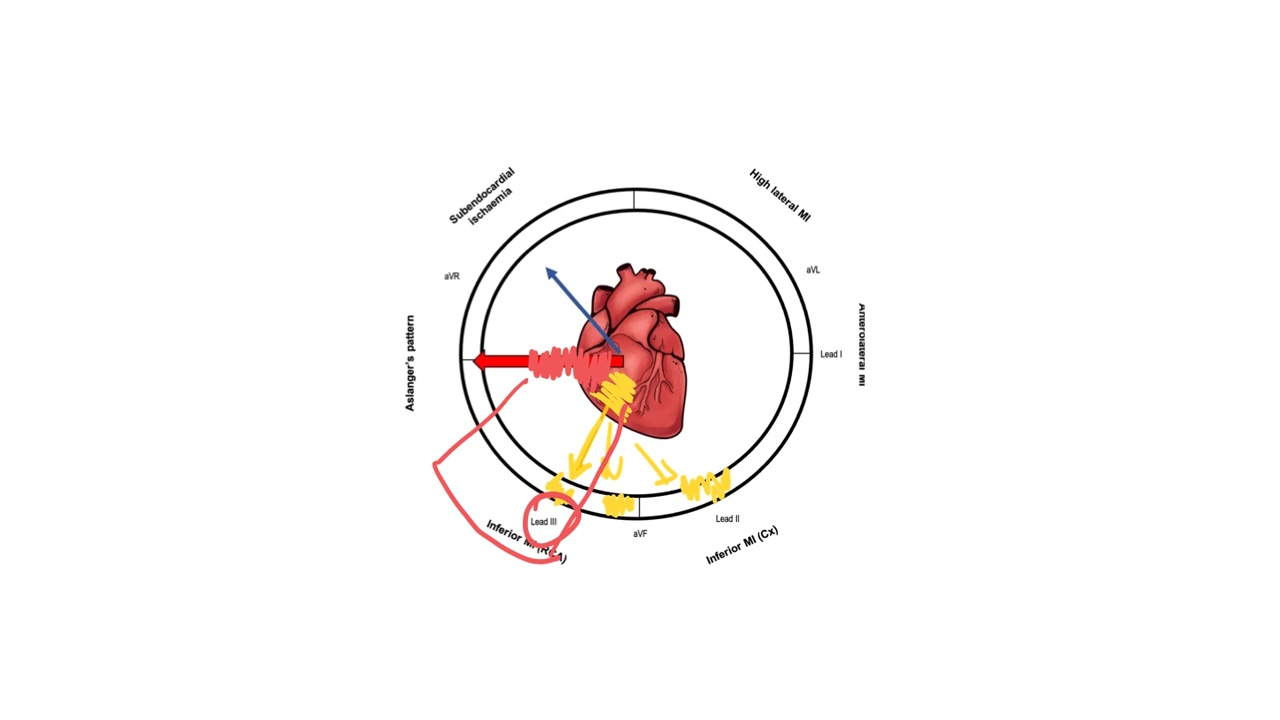 Subendocardial
ischaemia
High lateral MI
aVR
aVL
Aslanger's pattern
Lead I
Anterolateral MI
Lead III
Inferior MI (RCA)
aVF
Lead II
Inferior MI (Cx)